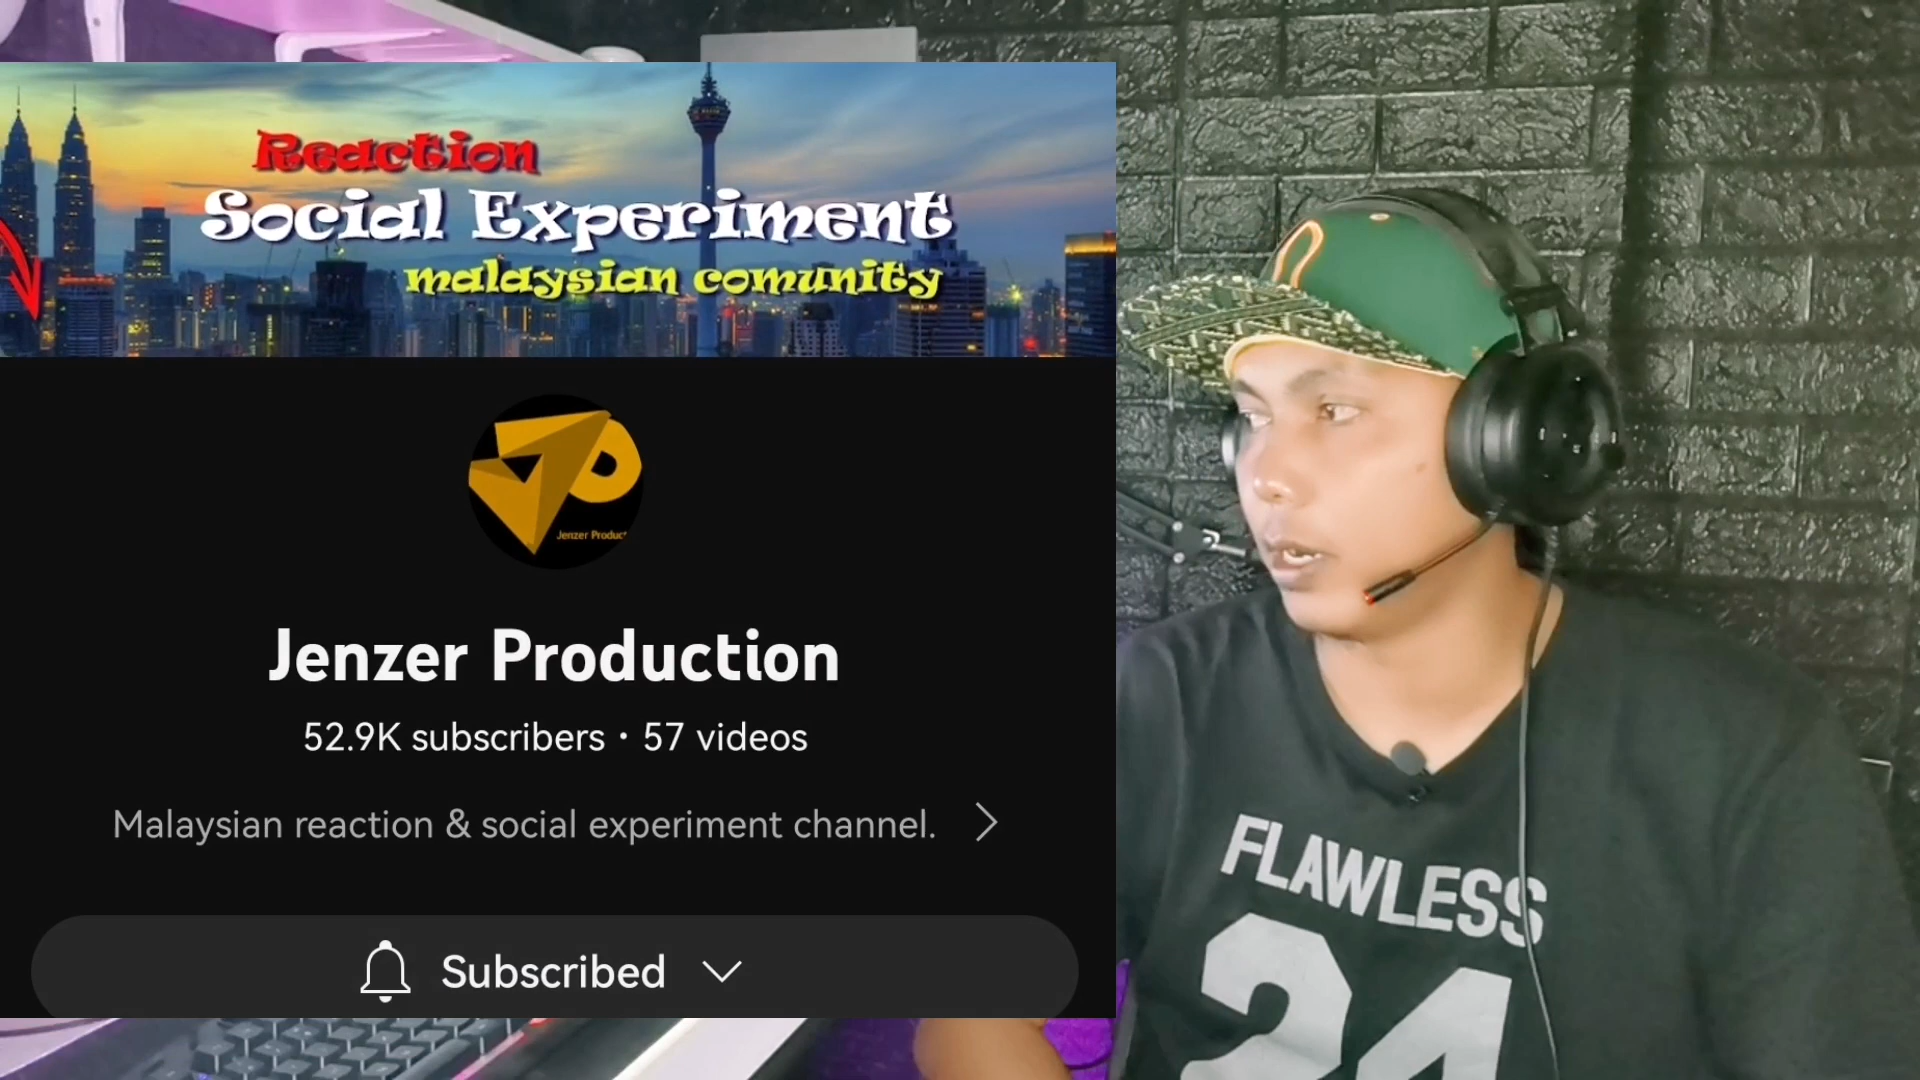 Reaction
Social Experiment
malaysian comunity
Jenzer Product
Jenzer Production
52.9K subscribers • 57 videos
Malaysian reaction & social experiment channel.
Subscribed
FLAWLESS
24